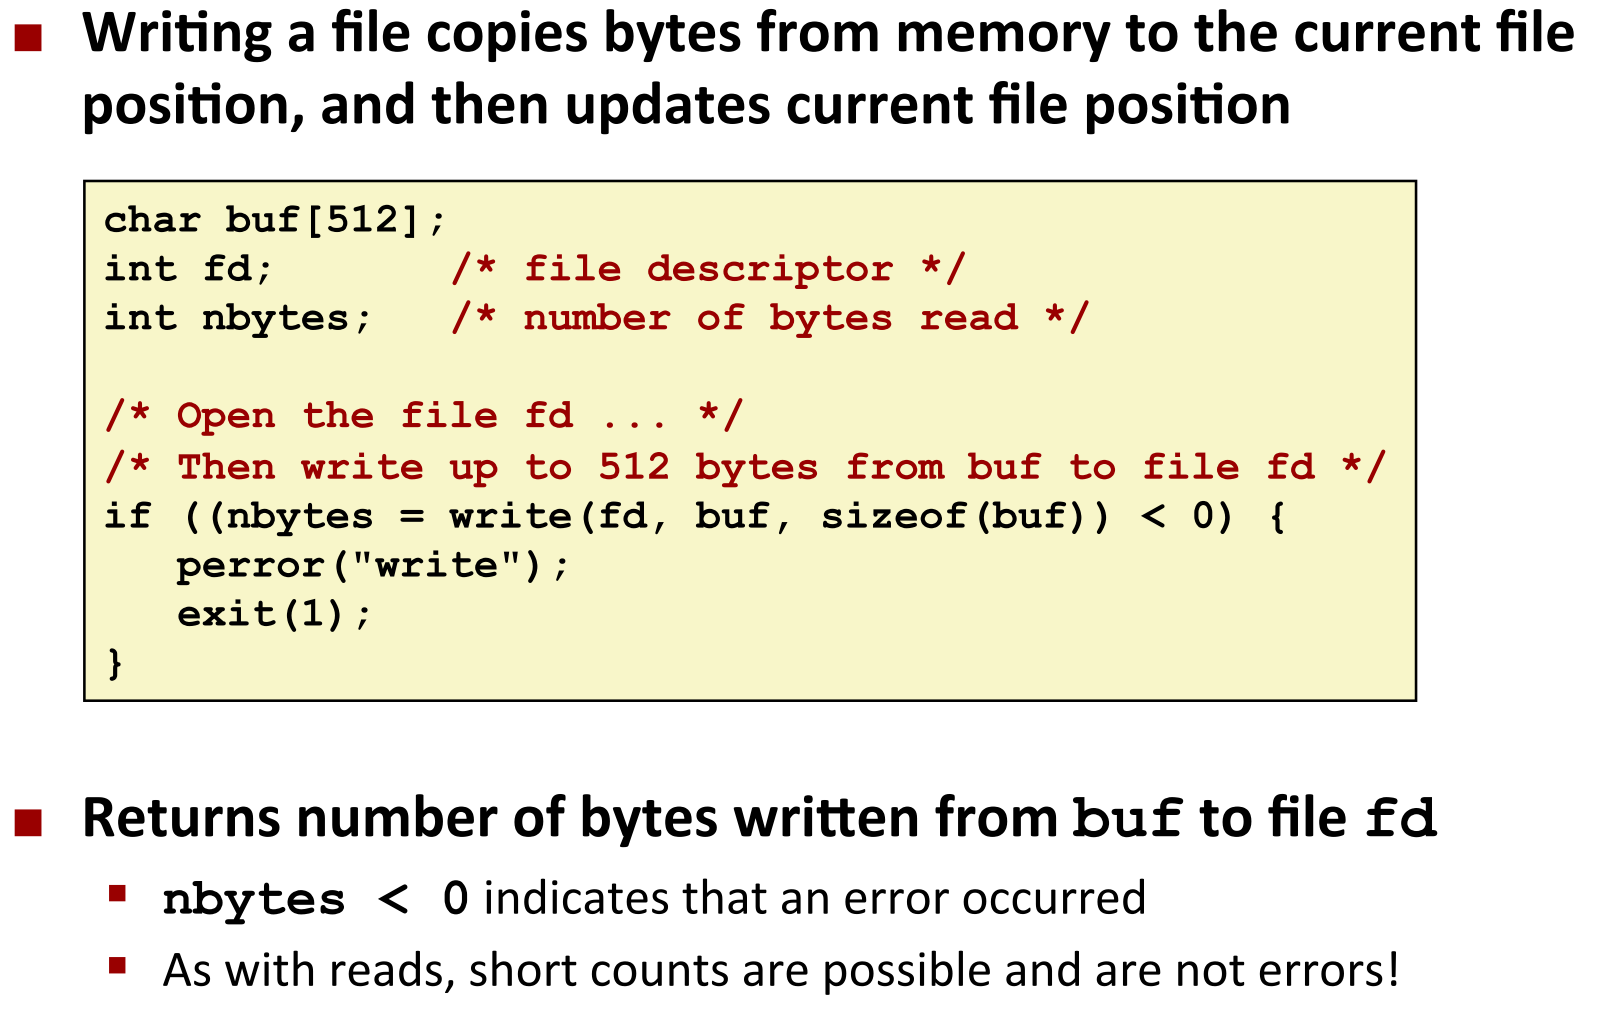 Writing a file copies bytes from memory to the current file
position, and then updates current file position
char buf[512];
int fd;       /* file descriptor */
int nbytes;   /* number of bytes read */
/* Open the file fd ... */
/* Then write up to 512 bytes from buf to file fd */
if ((nbytes = write(fd, buf, sizeof(buf)) < 0) {
   perror("write");
   exit(1);
}
Returns number of bytes written from buf to file fd
nbytes < 0 indicates that an error occurred
As with reads, short counts are possible and are not errors!